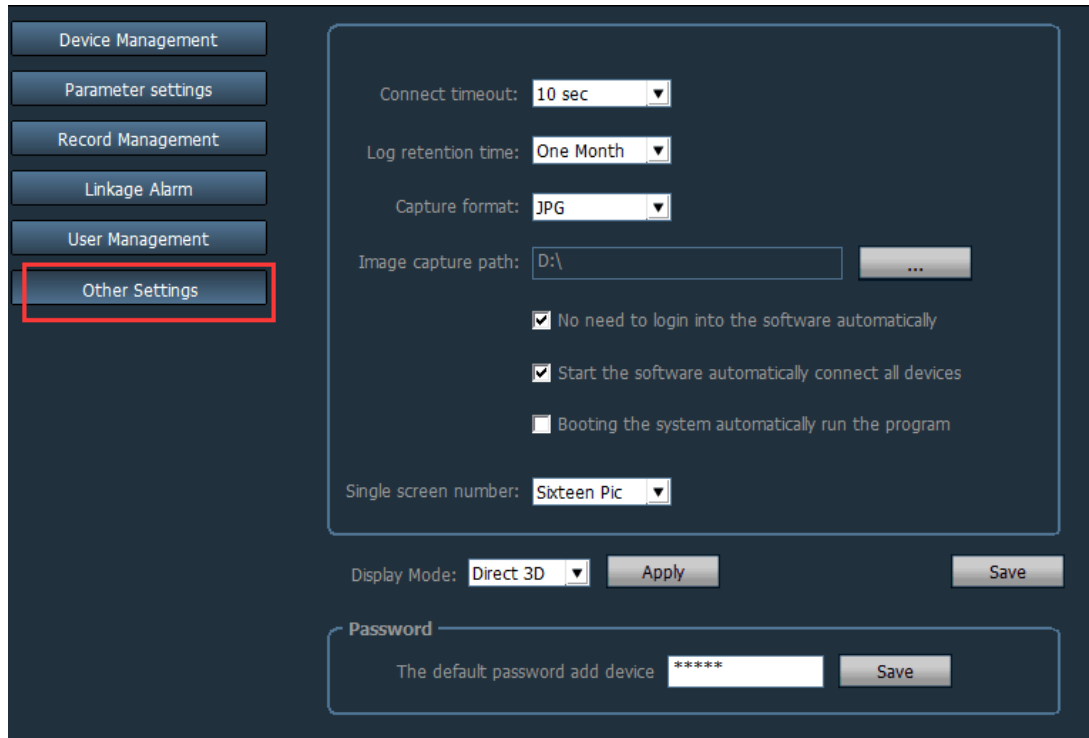 Device Management
Parameter settings
Record Management
Linkage Alarm
User Management
Other Settings
Connect timeout: 10 sec
Log retention time: One Month
Capture format: JPG
Image capture path: D:\ ...
No need to login into the software automatically
Start the software automatically connect all devices
Booting the system automatically run the program
Single screen number: Sixteen Pic
Display Mode: Direct 3D Apply Save
Password
The default password add device ***** Save